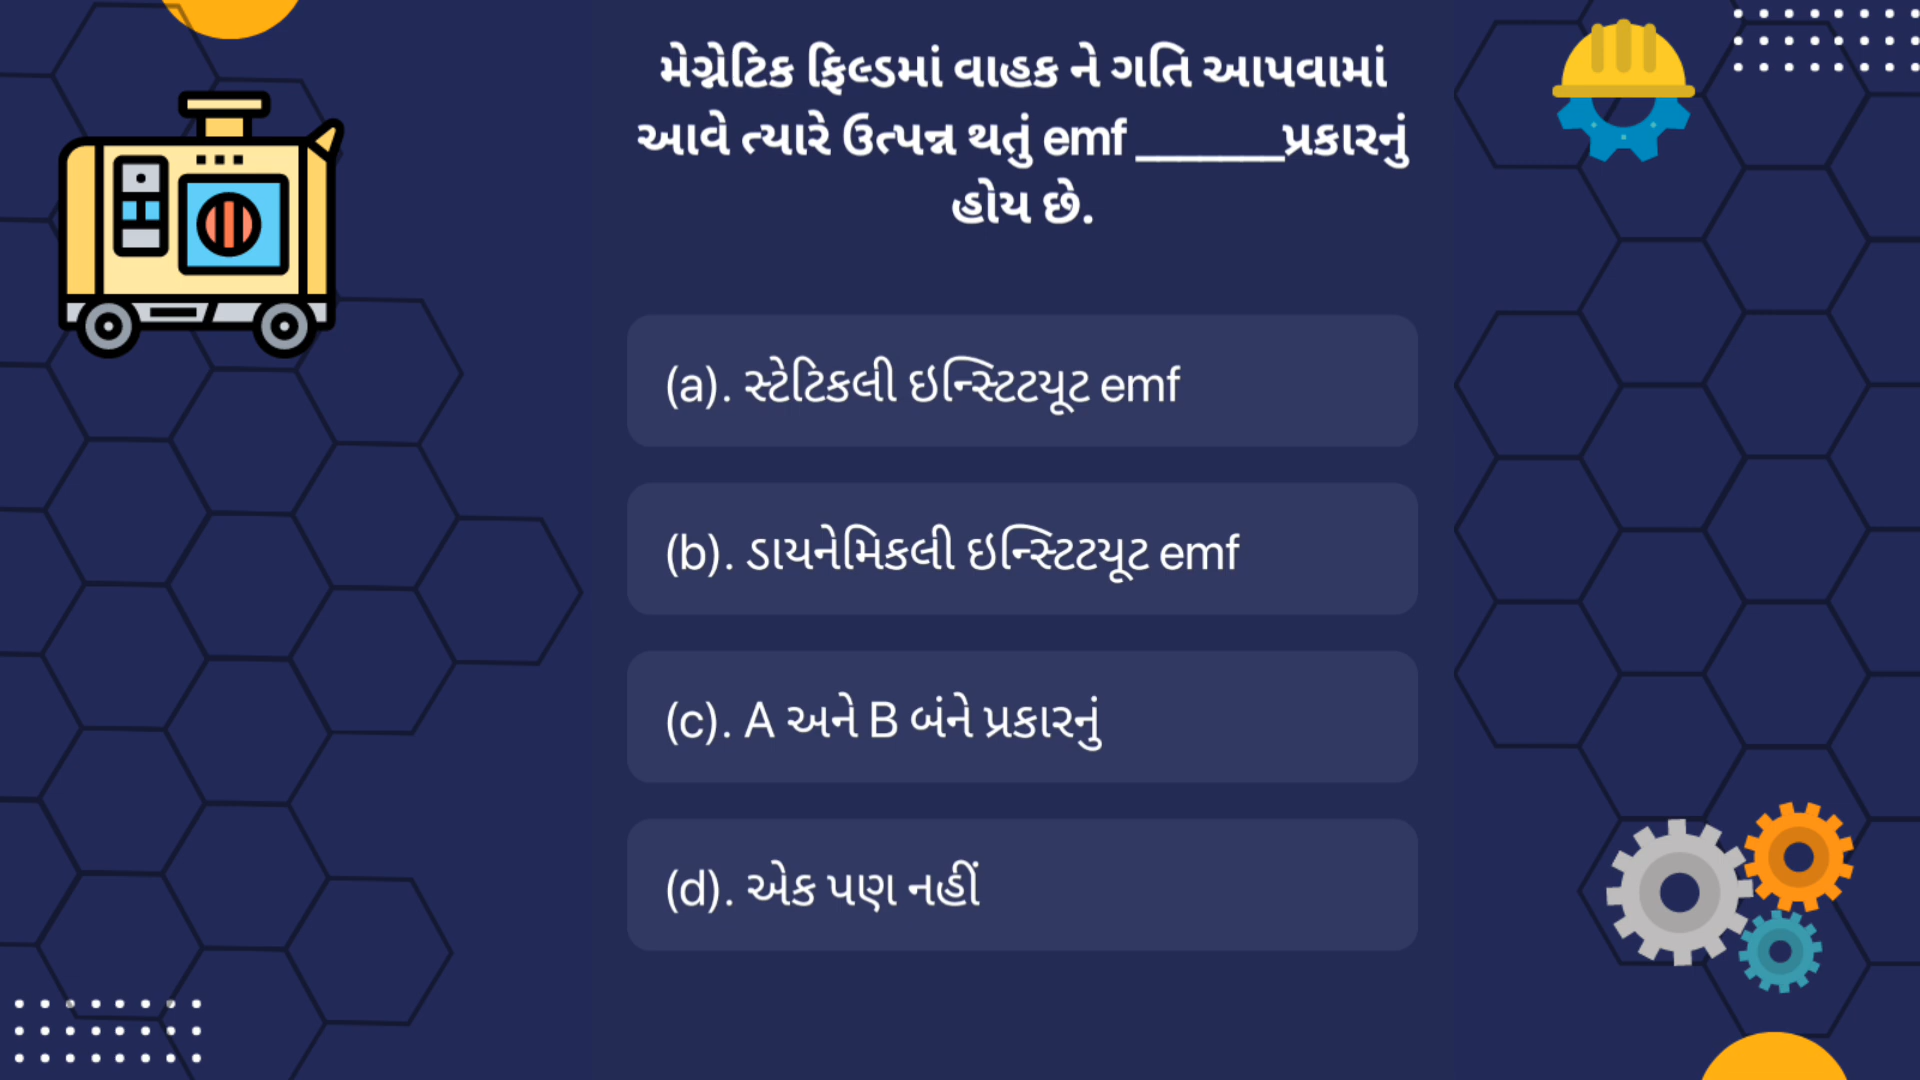 મેગ્નેટિક ફિલ્ડમાં વાહક ને ગતિ આપવામાં
આવે ત્યારે ઉત્પન્ન થતું emf _______પ્રકારનું
હોય છે.
(a). સ્ટેટિકલી ઇન્સ્ટિટયૂટ emf
(b). ડાયનેમિકલી ઇન્સ્ટિટયૂટ emf
(c). A અને B બંને પ્રકારનું
(d). એક પણ નહીં